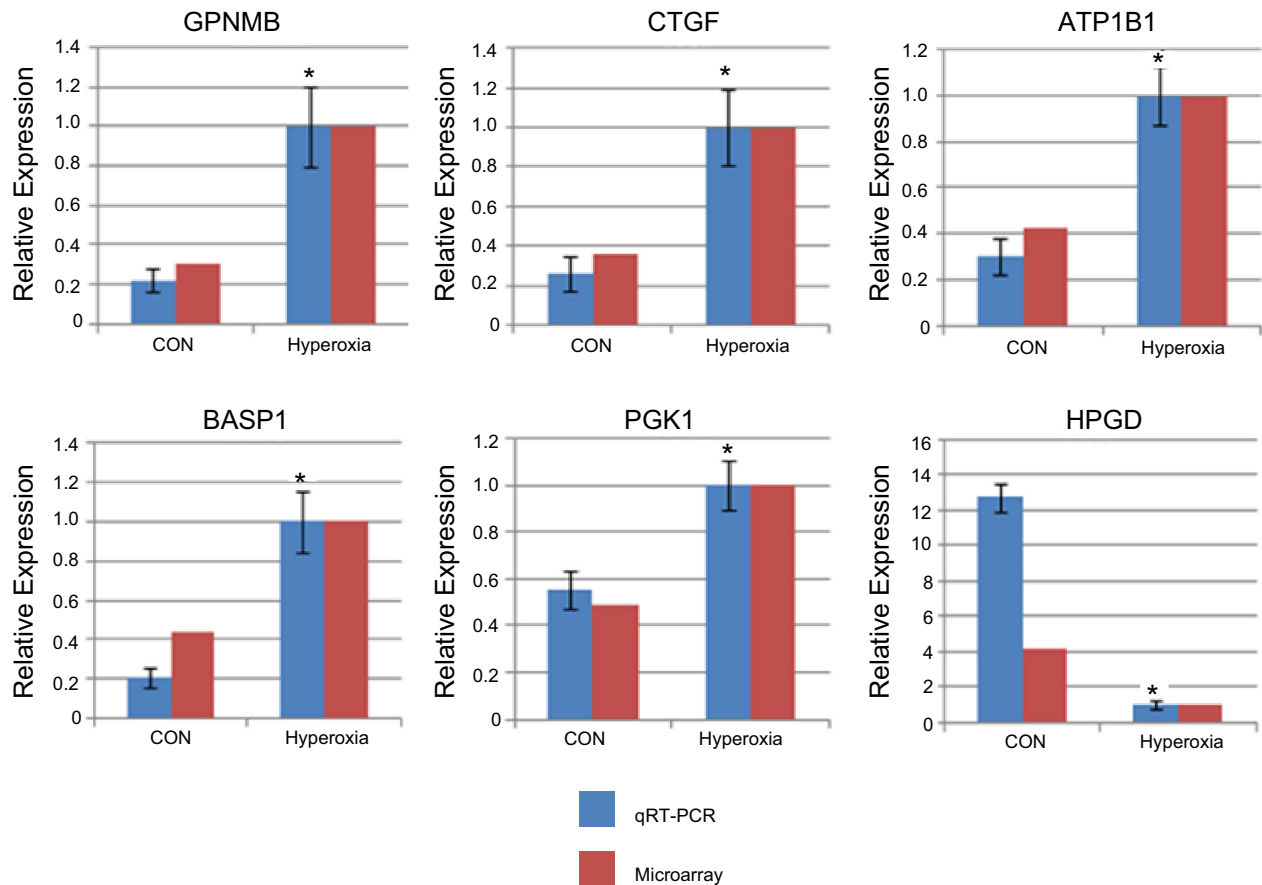 GPNMB
Relative Expression
1.4
1.2
1.0
0.8
0.6
0.4
0.2
0
*
CON
Hyperoxia
CTGF
Relative Expression
1.4
1.2
1.0
0.8
0.6
0.4
0.2
0
*
CON
Hyperoxia
ATP1B1
Relative Expression
1.2
1.0
0.8
0.6
0.4
0.2
0
*
CON
Hyperoxia
BASP1
Relative Expression
1.4
1.2
1.0
0.8
0.6
0.4
0.2
0
*
CON
Hyperoxia
PGK1
Relative Expression
1.2
1.0
0.8
0.6
0.4
0.2
0
*
CON
Hyperoxia
HPGD
Relative Expression
16
14
12
10
8
6
4
2
0
*
CON
Hyperoxia
qRT-PCR
Microarray